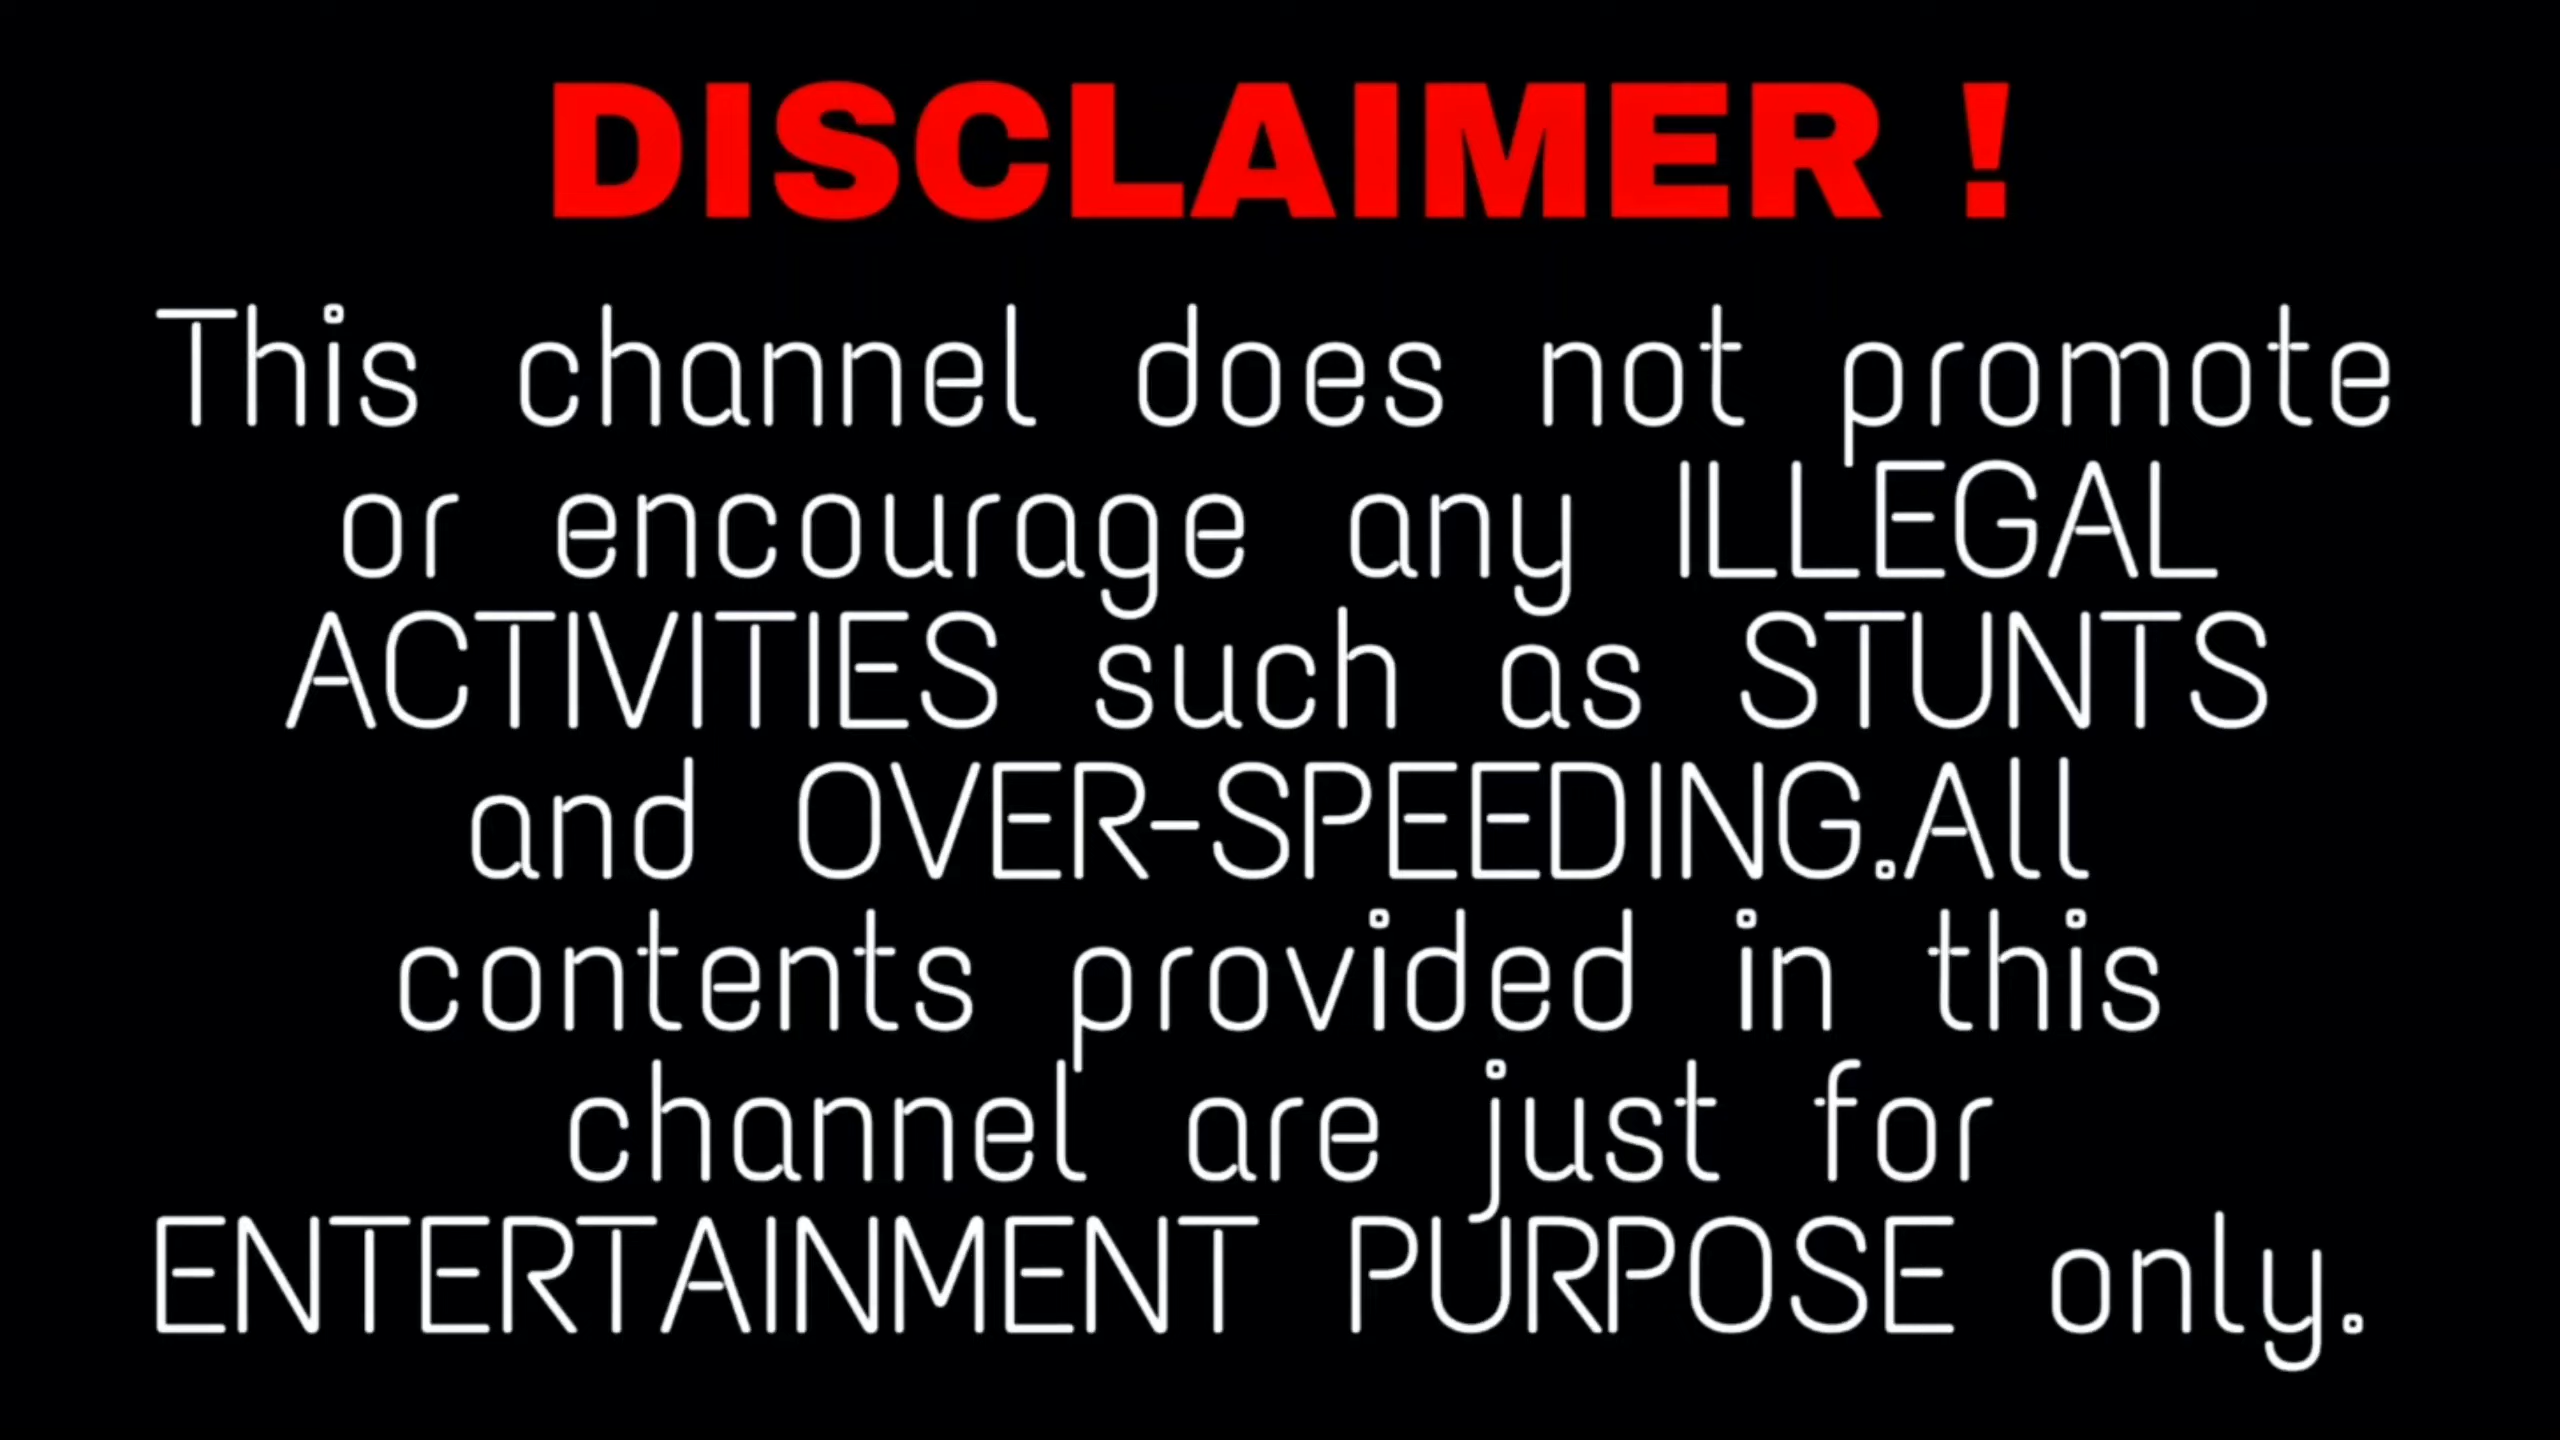 DISCLAIMER !
This channel does not promote
or encourage any ILLEGAL
ACTIVITIES such as STUNTS
and OVER-SPEEDING.All
contents provided in this
channel are just for
ENTERTAINMENT PURPOSE only.